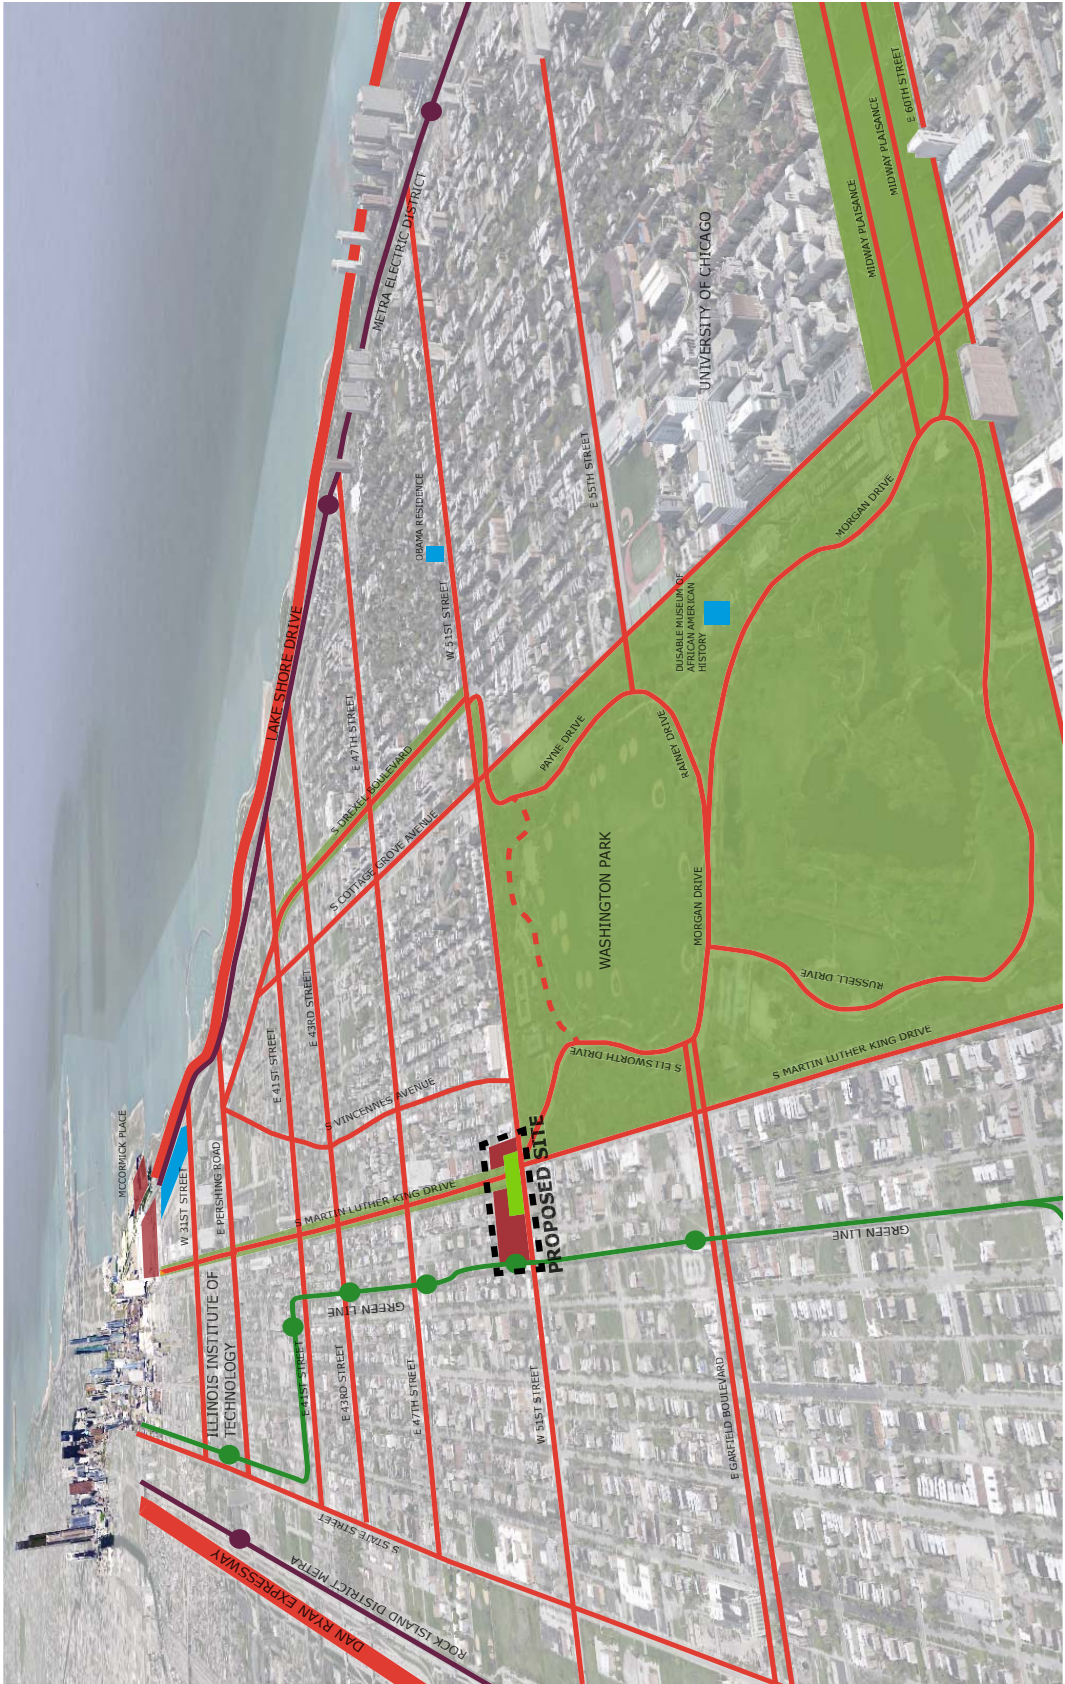 E 60TH STREET
MIDWAY PLAISANCE
MIDWAY PLAISANCE
METRA ELECTRIC DISTRICT
UNIVERSITY OF CHICAGO
E 55TH STREET
OBAMA RESIDENCE
W 51ST STREET
MORGAN DRIVE
DUSABLE MUSEUM OF
AFRICAN AMERICAN
HISTORY
LAKE SHORE DRIVE
E 47TH STREET
S DREXEL BOULEVARD
S COTTAGE GROVE AVENUE
PAYNE DRIVE
RAINEY DRIVE
WASHINGTON PARK
MORGAN DRIVE
RUSSELL DRIVE
E 43RD STREET
E 41ST STREET
S VINCENNES AVENUE
S ELLSWORTH DRIVE
S MARTIN LUTHER KING DRIVE
MCCORMICK PLACE
W 31ST STREET
E PERSHING ROAD
S MARTIN LUTHER KING DRIVE
PROPOSED SITE
GREEN LINE
GREEN LINE
ILLINOIS INSTITUTE OF
TECHNOLOGY
E 41ST STREET
E 43RD STREET
E 47TH STREET
W 51ST STREET
E GARFIELD BOULEVARD
S STATE STREET
ROCK ISLAND DISTRICT METRA
DAN RYAN EXPRESSWAY